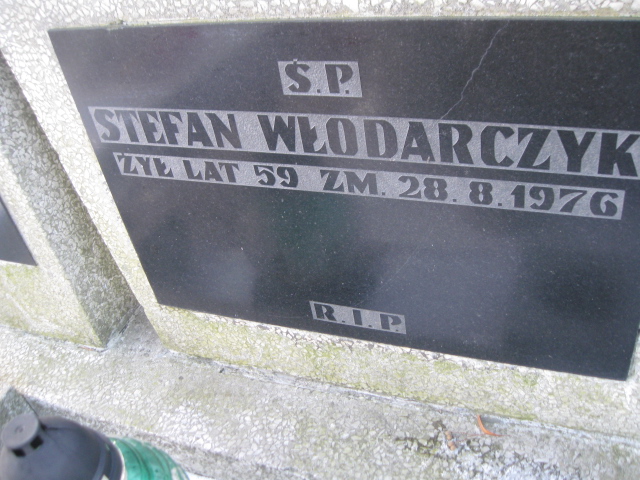 Ś.P.
STEFAN WŁODARCZYK
ŻYŁ LAT 59 ZM. 28.8.1976
R.I.P.